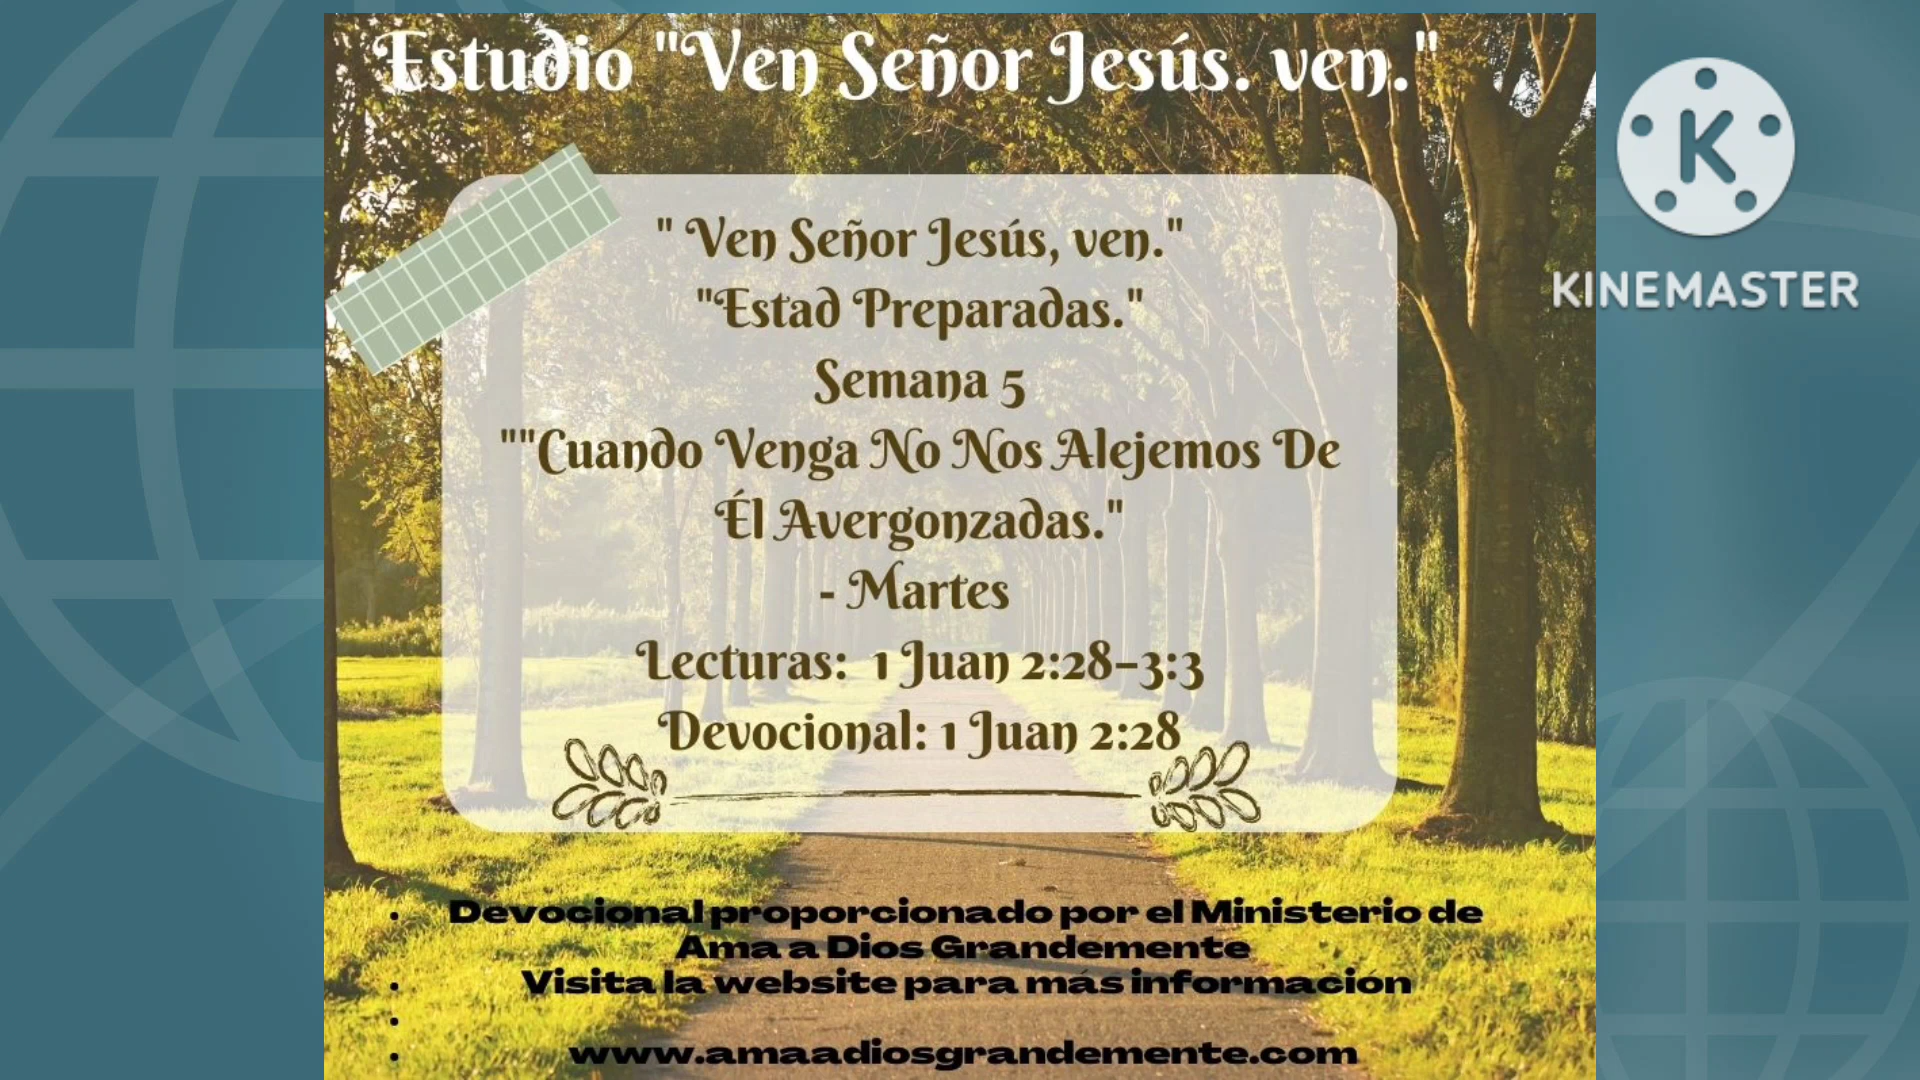 Estudio "Ven Señor Jesús. ven."
K
KINEMASTER
" Ven Señor Jesús, ven."
"Estad Preparadas."
Semana 5
""Cuando Venga No Nos Alejemos De
Él Avergonzadas."
- Martes
Lecturas: 1 Juan 2:28–3:3
Devocional: 1 Juan 2:28
• Devocional proporcionado por el Ministerio de
Ama a Dios Grandemente
• Visita la website para más información
•
• www.amaadiosgrandemente.com